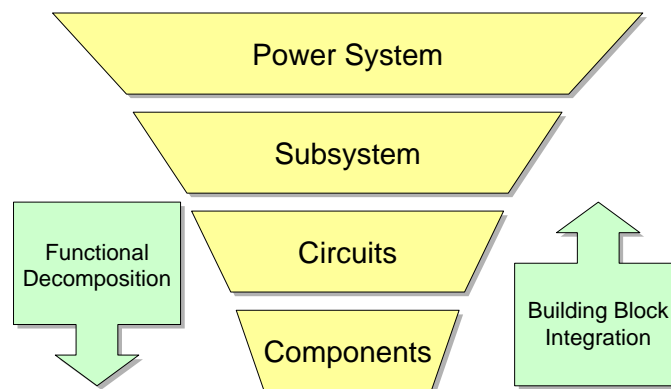 Power System
Subsystem
Functional
Decomposition
Circuits
Building Block
Integration
Components